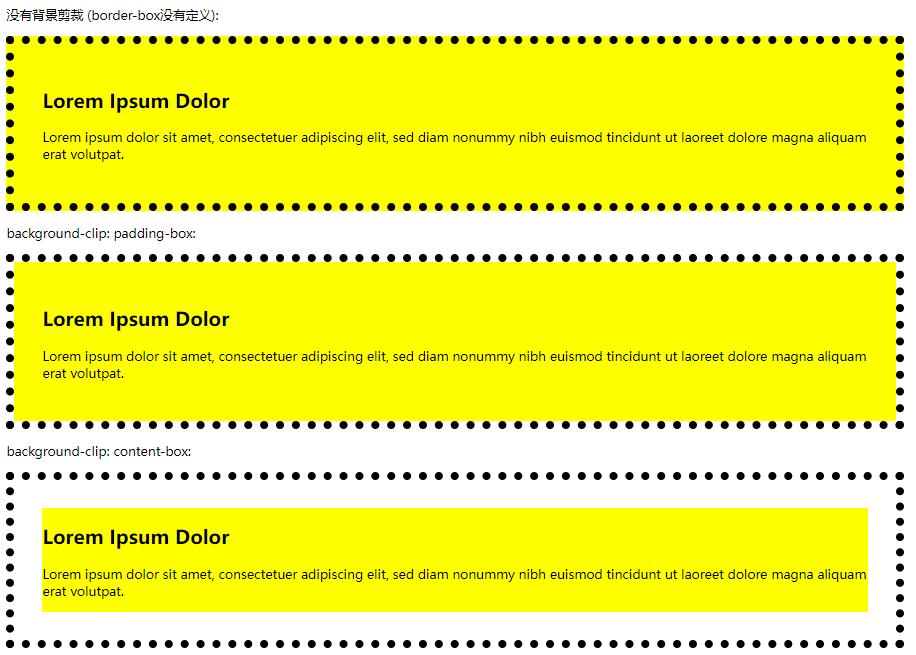 没有背景剪裁 (border-box没有定义):
Lorem Ipsum Dolor
Lorem ipsum dolor sit amet, consectetuer adipiscing elit, sed diam nonummy nibh euismod tincidunt ut laoreet dolore magna aliquam
erat volutpat.
background-clip: padding-box:
Lorem Ipsum Dolor
Lorem ipsum dolor sit amet, consectetuer adipiscing elit, sed diam nonummy nibh euismod tincidunt ut laoreet dolore magna aliquam
erat volutpat.
background-clip: content-box:
Lorem Ipsum Dolor
Lorem ipsum dolor sit amet, consectetuer adipiscing elit, sed diam nonummy nibh euismod tincidunt ut laoreet dolore magna aliquam
erat volutpat.